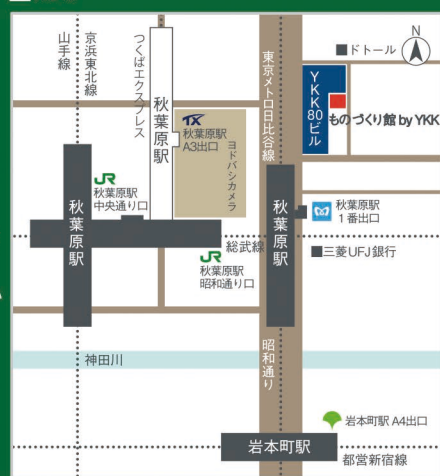 山手線
京浜東北線
つくばエクスプレス
秋葉原駅
TX
秋葉原駅
A3出口
ヨドバシカメラ
東京メトロ日比谷線
YKK80ビル
ドトール
N
ものづくり館 by YKK
JR
秋葉原駅
中央通り口
秋葉原駅
総武線
JR
秋葉原駅
昭和通り口
秋葉原駅
秋葉原駅
1番出口
三菱UFJ銀行
神田川
昭和通り
岩本町駅 A4出口
岩本町駅
都営新宿線